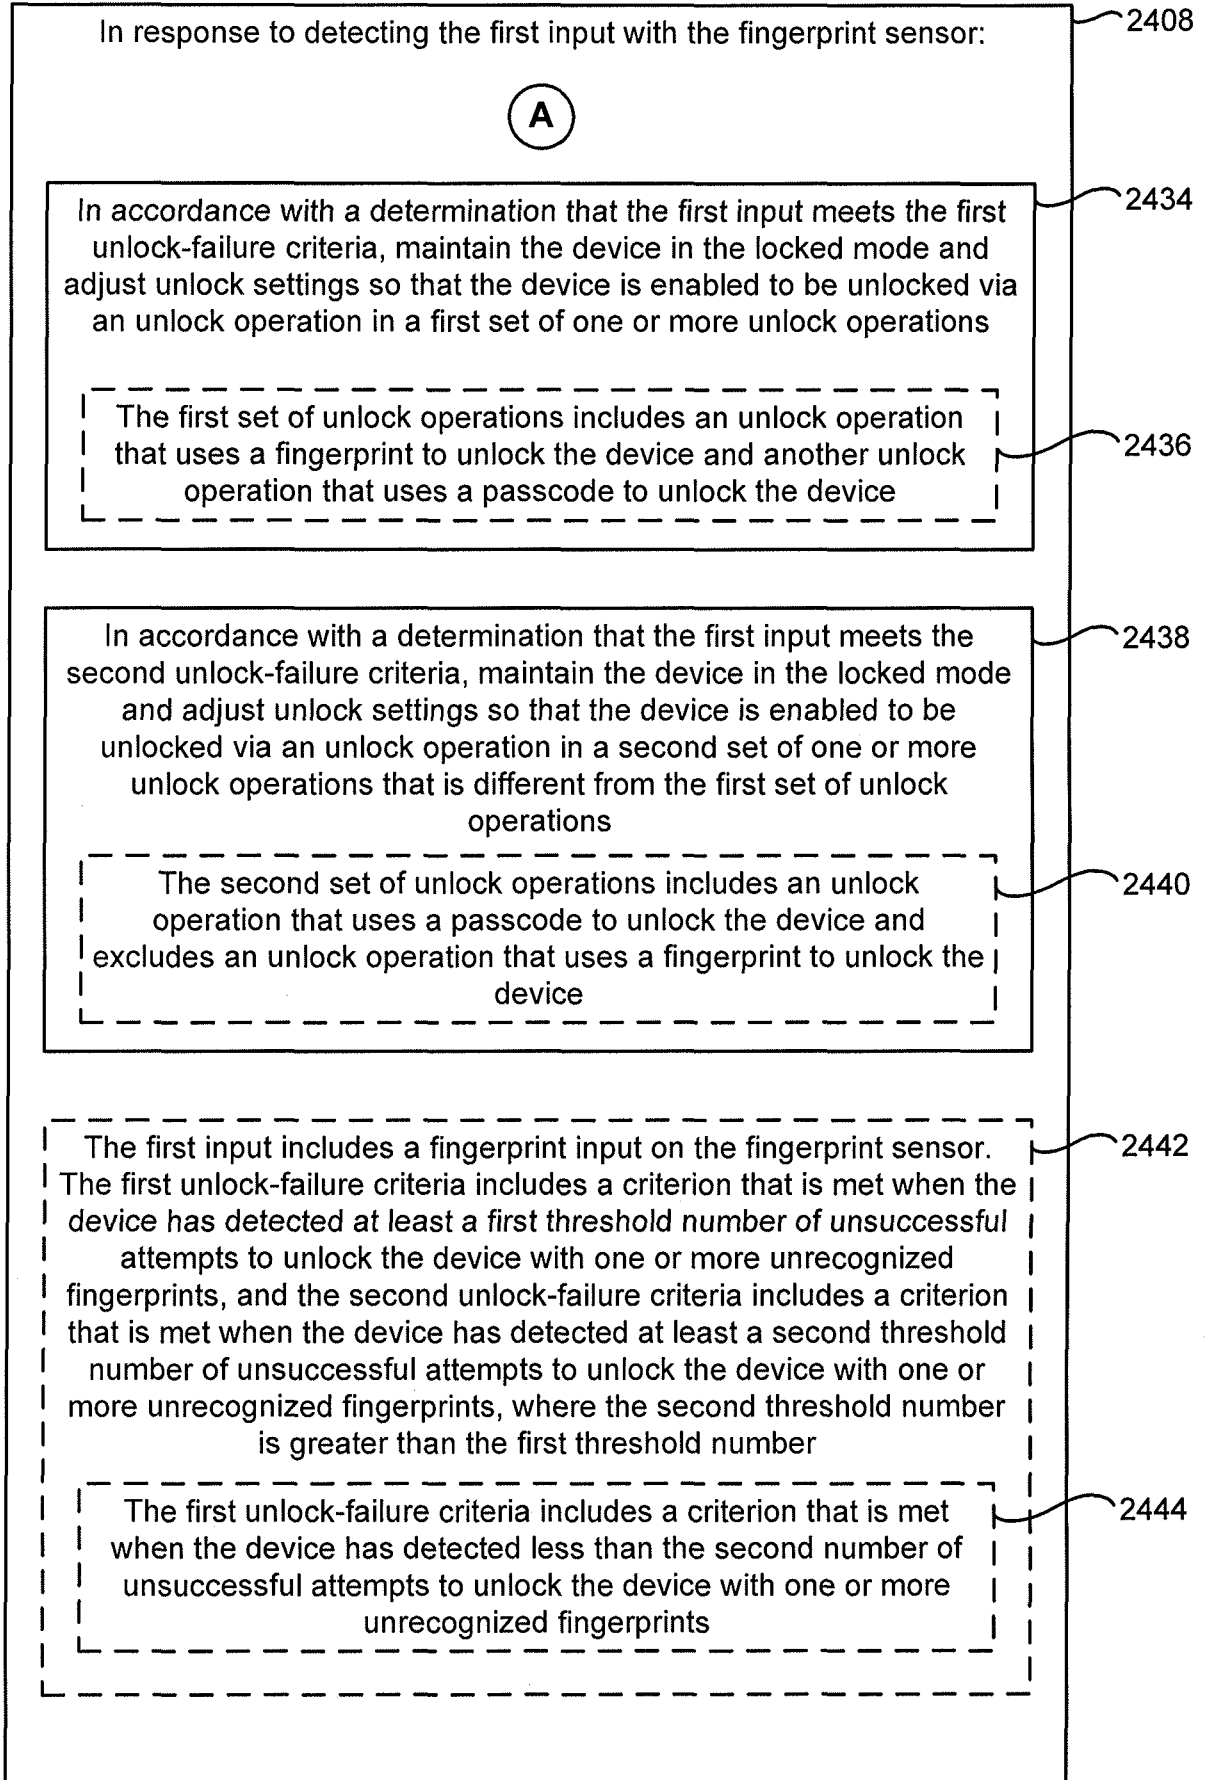 In response to detecting the first input with the fingerprint sensor:
2408
A
In accordance with a determination that the first input meets the first
unlock-failure criteria, maintain the device in the locked mode and
adjust unlock settings so that the device is enabled to be unlocked via
an unlock operation in a first set of one or more unlock operations
2434
The first set of unlock operations includes an unlock operation
that uses a fingerprint to unlock the device and another unlock
operation that uses a passcode to unlock the device
2436
In accordance with a determination that the first input meets the
second unlock-failure criteria, maintain the device in the locked mode
and adjust unlock settings so that the device is enabled to be
unlocked via an unlock operation in a second set of one or more
unlock operations that is different from the first set of unlock
operations
2438
The second set of unlock operations includes an unlock
operation that uses a passcode to unlock the device and
excludes an unlock operation that uses a fingerprint to unlock the
device
2440
The first input includes a fingerprint input on the fingerprint sensor.
The first unlock-failure criteria includes a criterion that is met when the
device has detected at least a first threshold number of unsuccessful
attempts to unlock the device with one or more unrecognized
fingerprints, and the second unlock-failure criteria includes a criterion
that is met when the device has detected at least a second threshold
number of unsuccessful attempts to unlock the device with one or
more unrecognized fingerprints, where the second threshold number
is greater than the first threshold number
2442
The first unlock-failure criteria includes a criterion that is met
when the device has detected less than the second number of
unsuccessful attempts to unlock the device with one or more
unrecognized fingerprints
2444